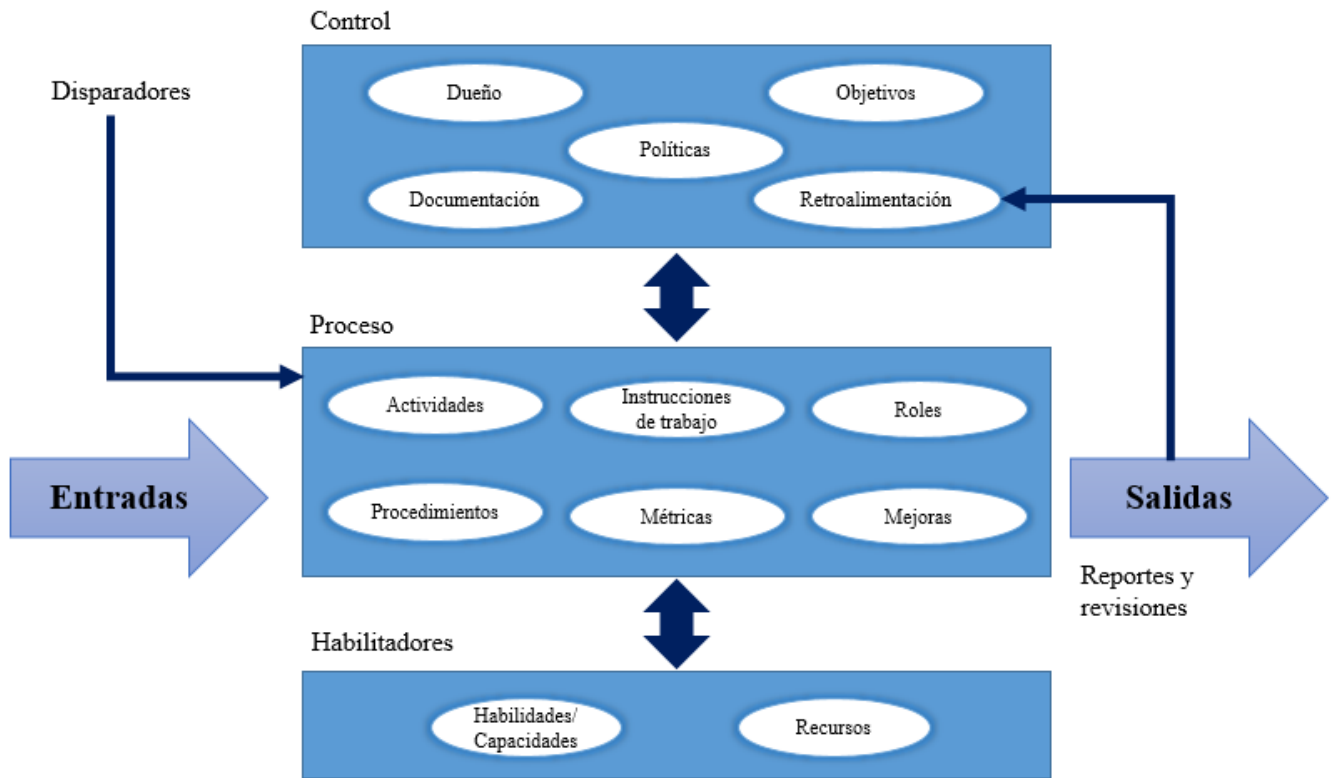 Control
Disparadores
Dueño
Objetivos
Políticas
Documentación
Retroalimentación
Proceso
Actividades
Instrucciones
de trabajo
Roles
Entradas
Procedimientos
Métricas
Mejoras
Salidas
Reportes y
revisiones
Habilitadores
Habilidades/
Capacidades
Recursos